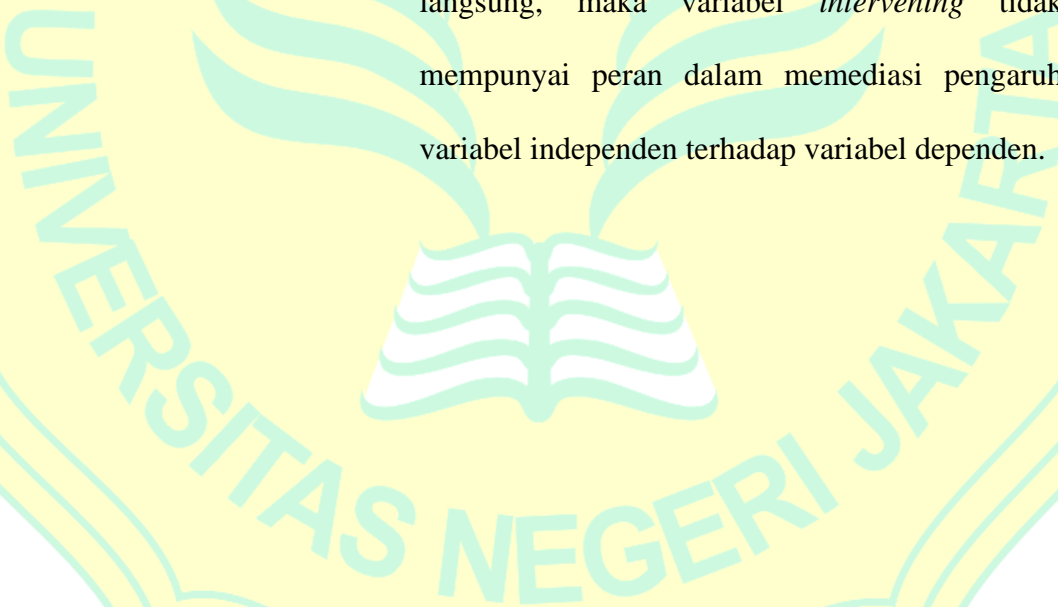 langsung, maka variabel intervening tidak
mempunyai peran dalam memediasi pengaruh
variabel independen terhadap variabel dependen.
UNIVERSITAS NEGERI JAKARTA